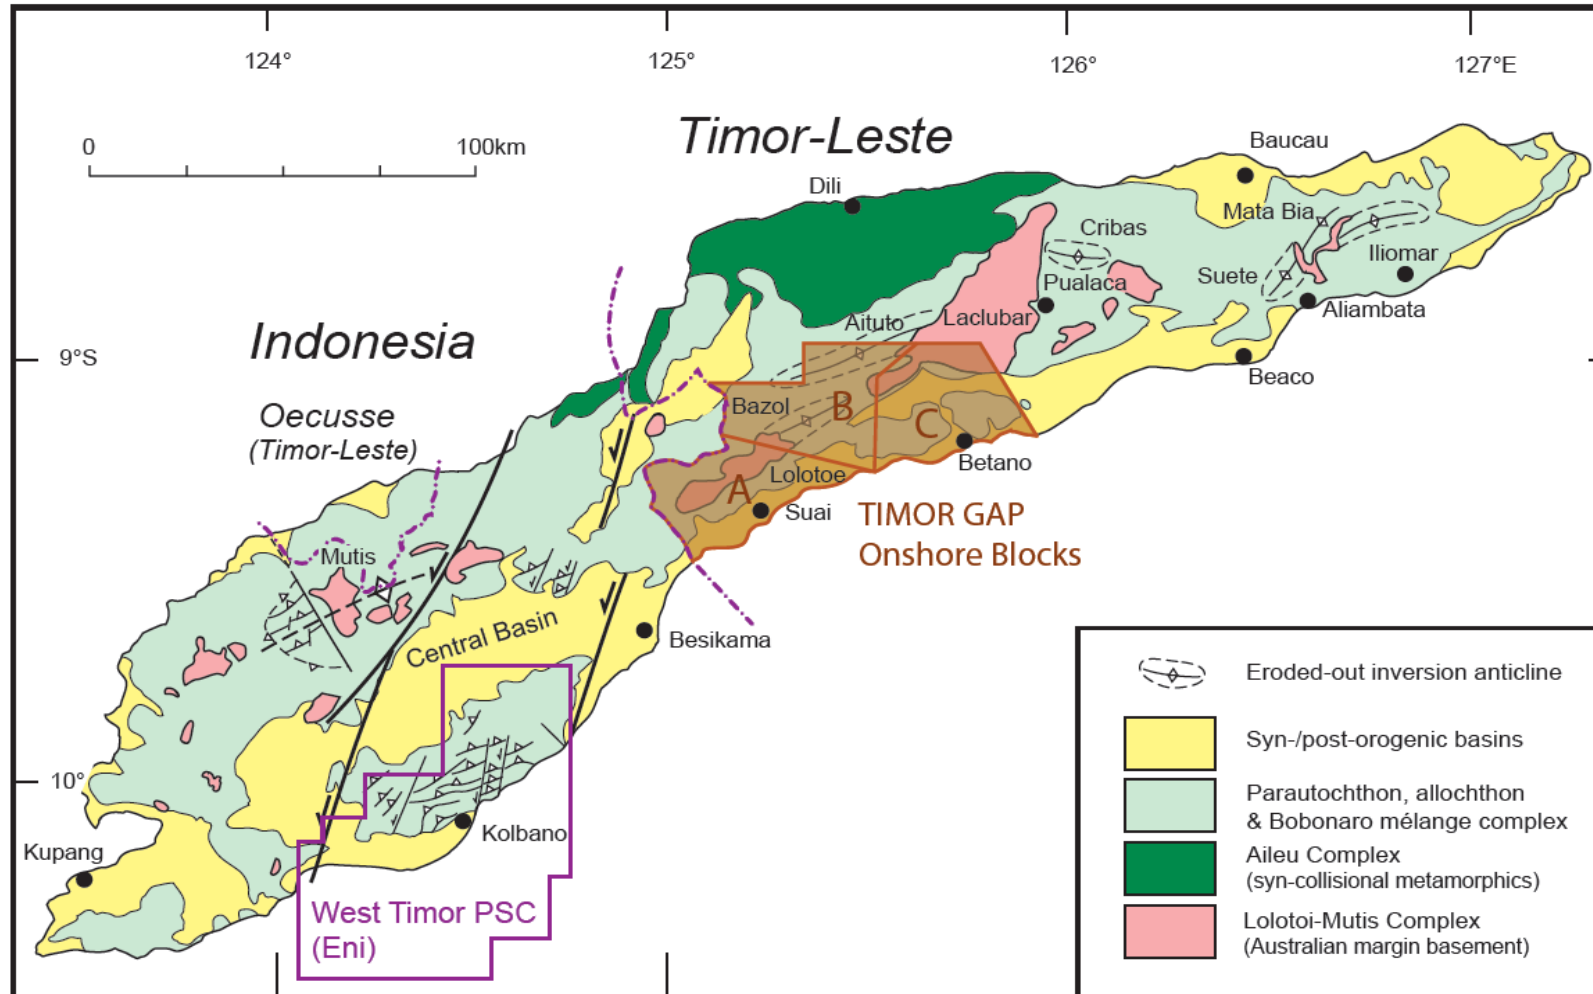 124°
125°
126°
127°E
0
100km
Timor-Leste
Baucau
Dili
Mata Bia
Cribas
Iliomar
Suete
Pualaca
Aliambata
Aituto
Laclubar
Indonesia
9°S
Beaco
Oecusse
(Timor-Leste)
Bazol
B
C
Betano
Lolotoe
A
Suai
TIMOR GAP
Onshore Blocks
Mutis
Central Basin
Besikama
10°
Kolbano
Kupang
West Timor PSC
(Eni)
Eroded-out inversion anticline
Syn-/post-orogenic basins
Parautochthon, allochthon
& Bobonaro mélange complex
Aileu Complex
(syn-collisional metamorphics)
Lolotoi-Mutis Complex
(Australian margin basement)